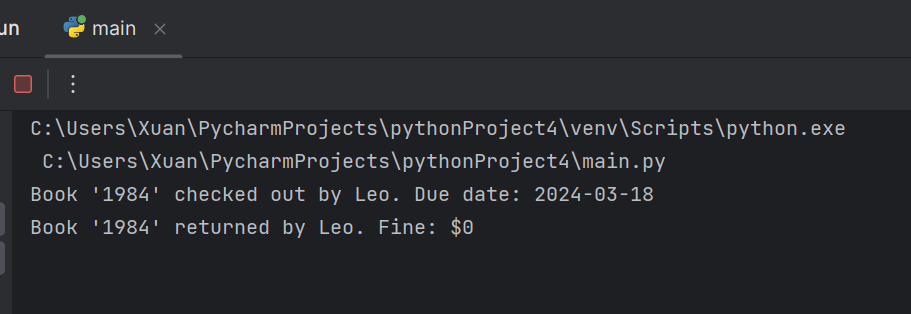 un main
C:\Users\Xuan\PycharmProjects\pythonProject4\venv\Scripts\python.exe
C:\Users\Xuan\PycharmProjects\pythonProject4\main.py
Book '1984' checked out by Leo. Due date: 2024-03-18
Book '1984' returned by Leo. Fine: $0